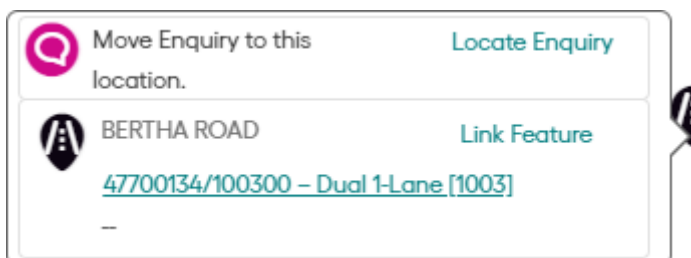 Move Enquiry to this Locate Enquiry
location.
BERTHA ROAD Link Feature
47700134/100300 – Dual 1-Lane [1003]
--